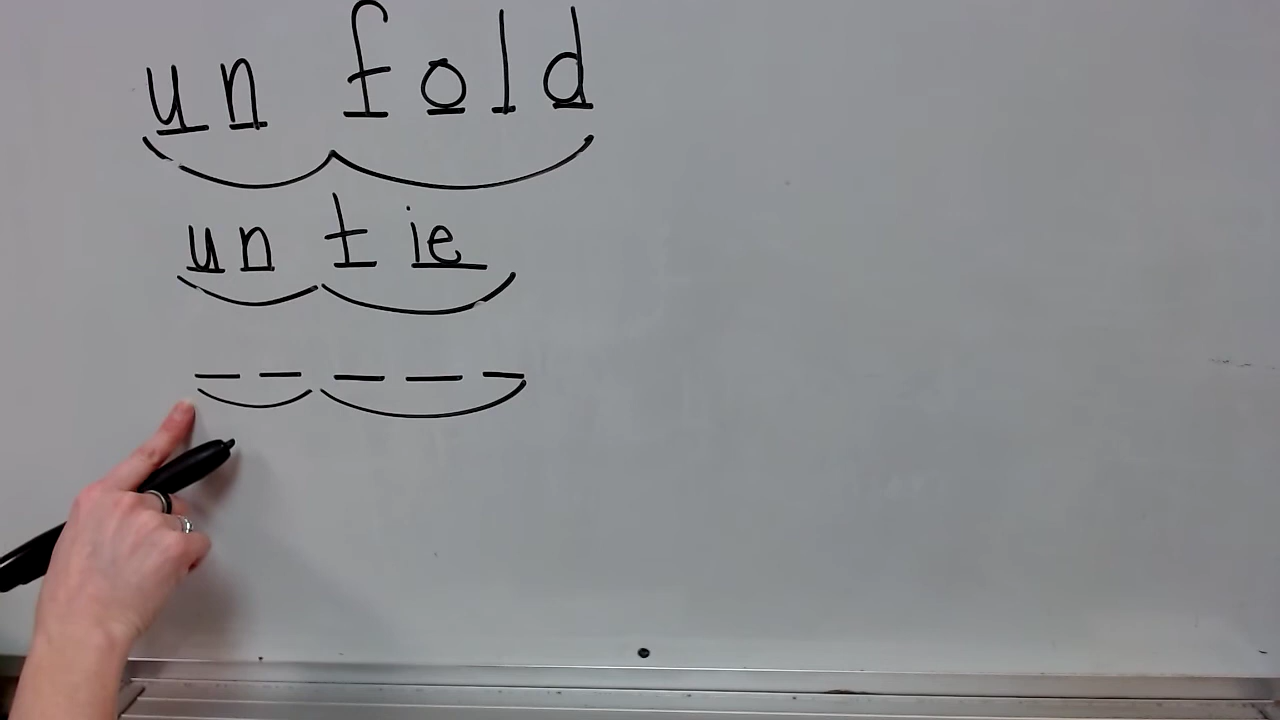 un fold
un tie
_ _ _ _ _